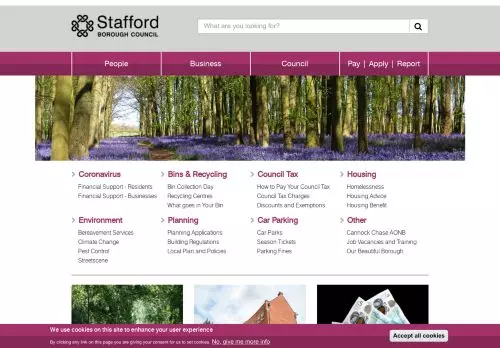 Stafford
BOROUGH COUNCIL
What are you looking for?
People
Business
Council
Pay | Apply | Report
Coronavirus
Financial Support - Residents
Financial Support - Businesses
Bins & Recycling
Bin Collection Day
Recycling Centres
What goes in Your Bin
Council Tax
How to Pay Your Council Tax
Council Tax Charges
Discounts and Exemptions
Housing
Homelessness
Housing Advice
Housing Benefit
Environment
Bereavement Services
Climate Change
Pest Control
Streetscene
Planning
Planning Applications
Building Regulations
Local Plan and Policies
Car Parking
Car Parks
Season Tickets
Parking Fines
Other
Cannock Chase AONB
Job Vacancies and Training
Our Beautiful Borough
We use cookies on this site to enhance your user experience
By clicking any link on this page you are giving your consent for us to set cookies. No, give me more info
Accept all cookies